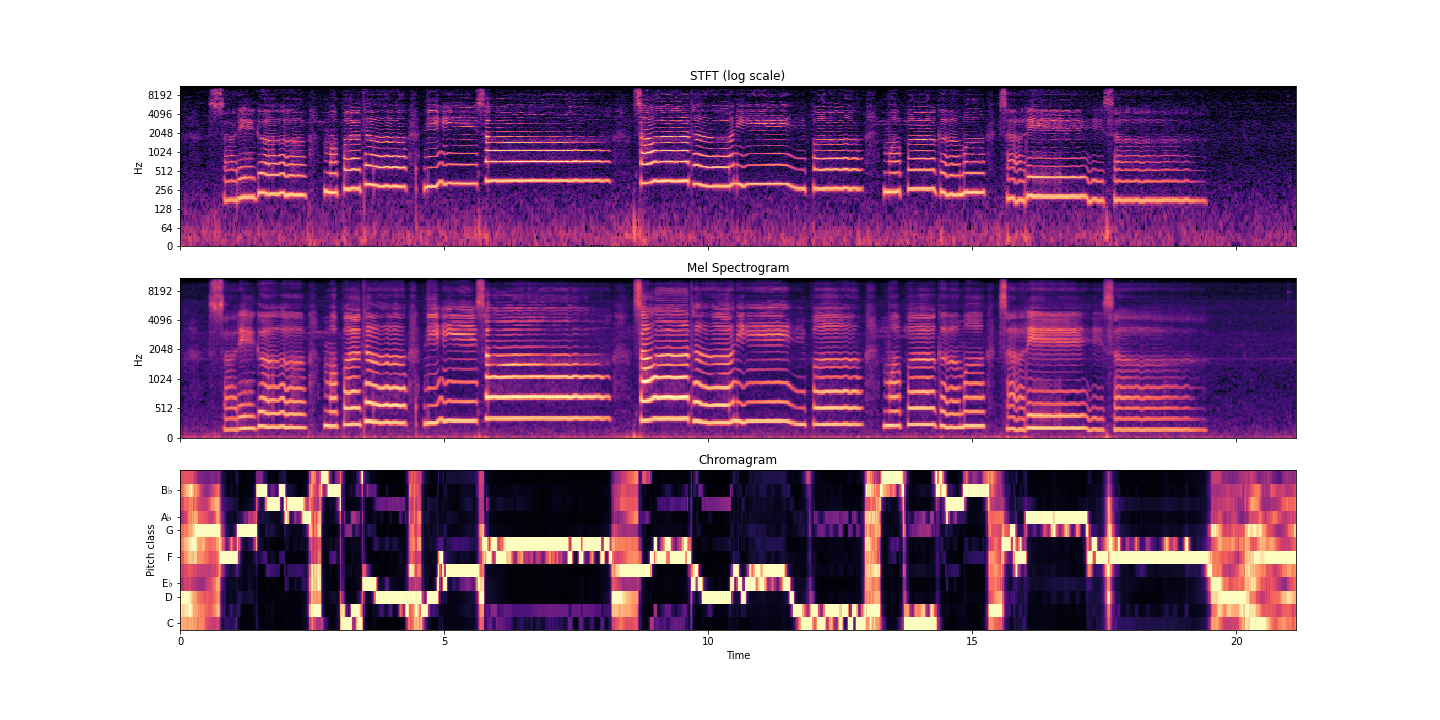 STFT (log scale)
8192
4096
2048
1024
512
256
128
64
0
Hz
Mel Spectrogram
8192
4096
2048
1024
512
0
Hz
Chromagram
B♭
A♭
G
F
E♭
D
C
Pitch class
0 5 10 15 20
Time